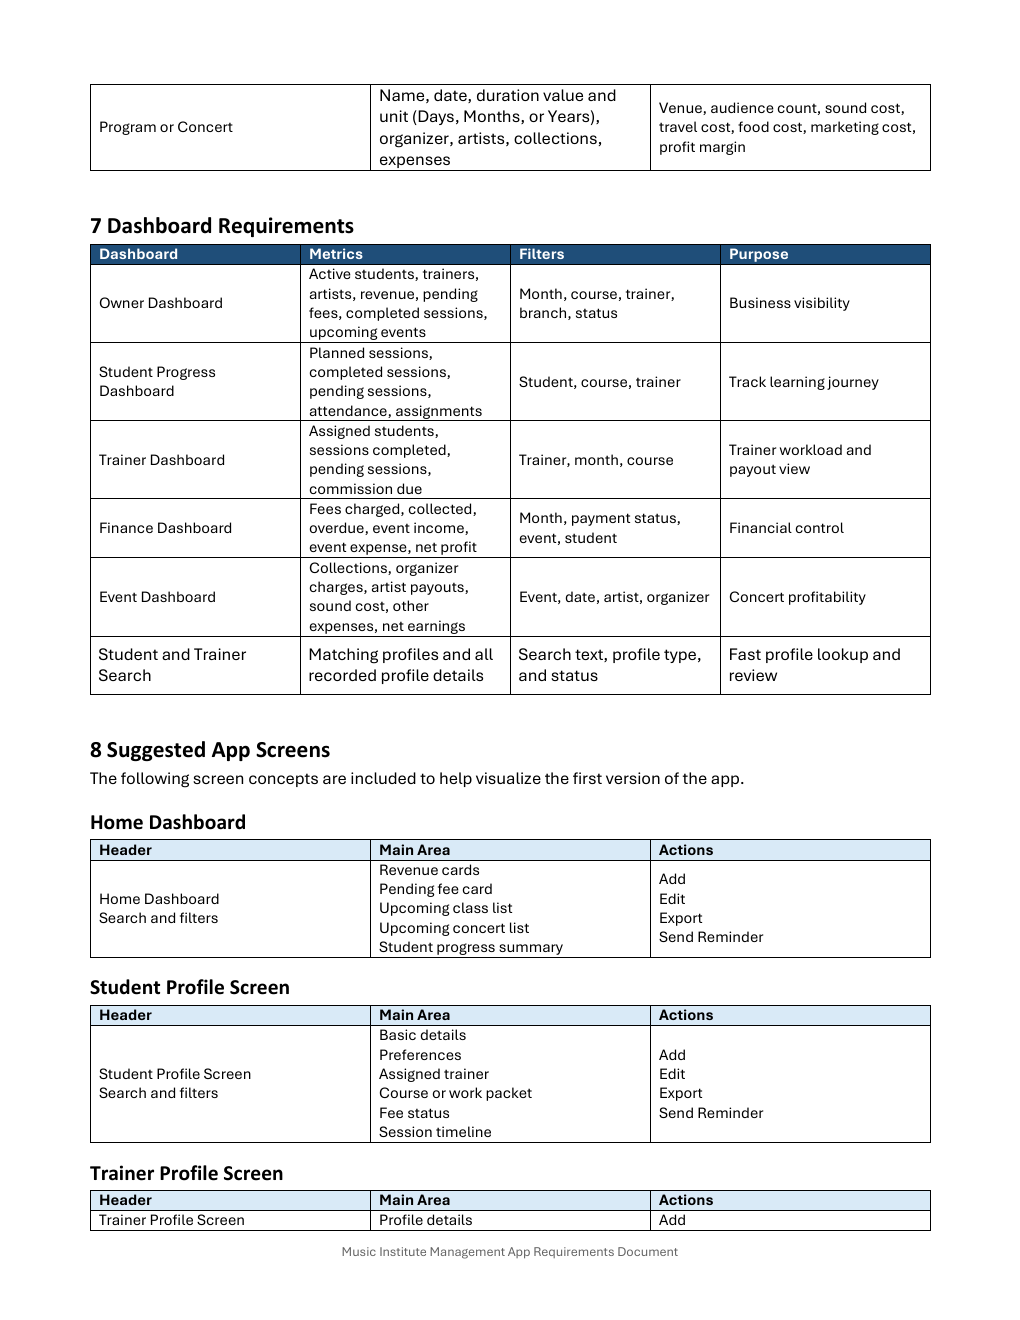 Program or Concert
Name, date, duration value and
unit (Days, Months, or Years),
organizer, artists, collections,
expenses
Venue, audience count, sound cost,
travel cost, food cost, marketing cost,
profit margin
7 Dashboard Requirements
Dashboard
Metrics
Filters
Purpose
Owner Dashboard
Active students, trainers,
artists, revenue, pending
fees, completed sessions,
upcoming events
Month, course, trainer,
branch, status
Business visibility
Student Progress
Dashboard
Planned sessions,
completed sessions,
pending sessions,
attendance, assignments
Student, course, trainer
Track learning journey
Trainer Dashboard
Assigned students,
sessions completed,
pending sessions,
commission due
Trainer, month, course
Trainer workload and
payout view
Finance Dashboard
Fees charged, collected,
overdue, event income,
event expense, net profit
Month, payment status,
event, student
Financial control
Event Dashboard
Collections, organizer
charges, artist payouts,
sound cost, other
expenses, net earnings
Event, date, artist, organizer
Concert profitability
Student and Trainer
Search
Matching profiles and all
recorded profile details
Search text, profile type,
and status
Fast profile lookup and
review
8 Suggested App Screens
The following screen concepts are included to help visualize the first version of the app.
Home Dashboard
Header
Main Area
Actions
Home Dashboard
Search and filters
Revenue cards
Pending fee card
Upcoming class list
Upcoming concert list
Student progress summary
Add
Edit
Export
Send Reminder
Student Profile Screen
Header
Main Area
Actions
Student Profile Screen
Search and filters
Basic details
Preferences
Assigned trainer
Course or work packet
Fee status
Session timeline
Add
Edit
Export
Send Reminder
Trainer Profile Screen
Header
Main Area
Actions
Trainer Profile Screen
Profile details
Add
Music Institute Management App Requirements Document